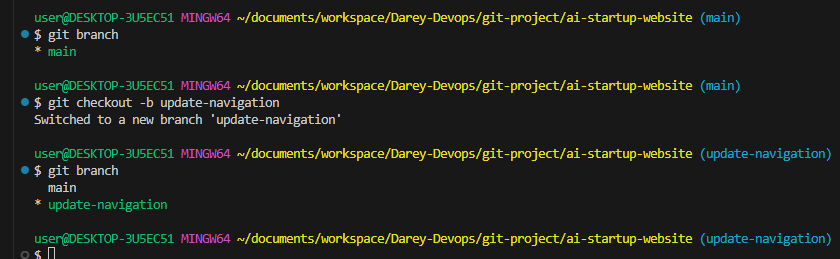 user@DESKTOP-3U5EC51 MINGW64 ~/documents/workspace/Darey-Devops/git-project/ai-startup-website (main)
$ git branch
* main
user@DESKTOP-3U5EC51 MINGW64 ~/documents/workspace/Darey-Devops/git-project/ai-startup-website (main)
$ git checkout -b update-navigation
Switched to a new branch 'update-navigation'
user@DESKTOP-3U5EC51 MINGW64 ~/documents/workspace/Darey-Devops/git-project/ai-startup-website (update-navigation)
$ git branch
main
* update-navigation
user@DESKTOP-3U5EC51 MINGW64 ~/documents/workspace/Darey-Devops/git-project/ai-startup-website (update-navigation)
$